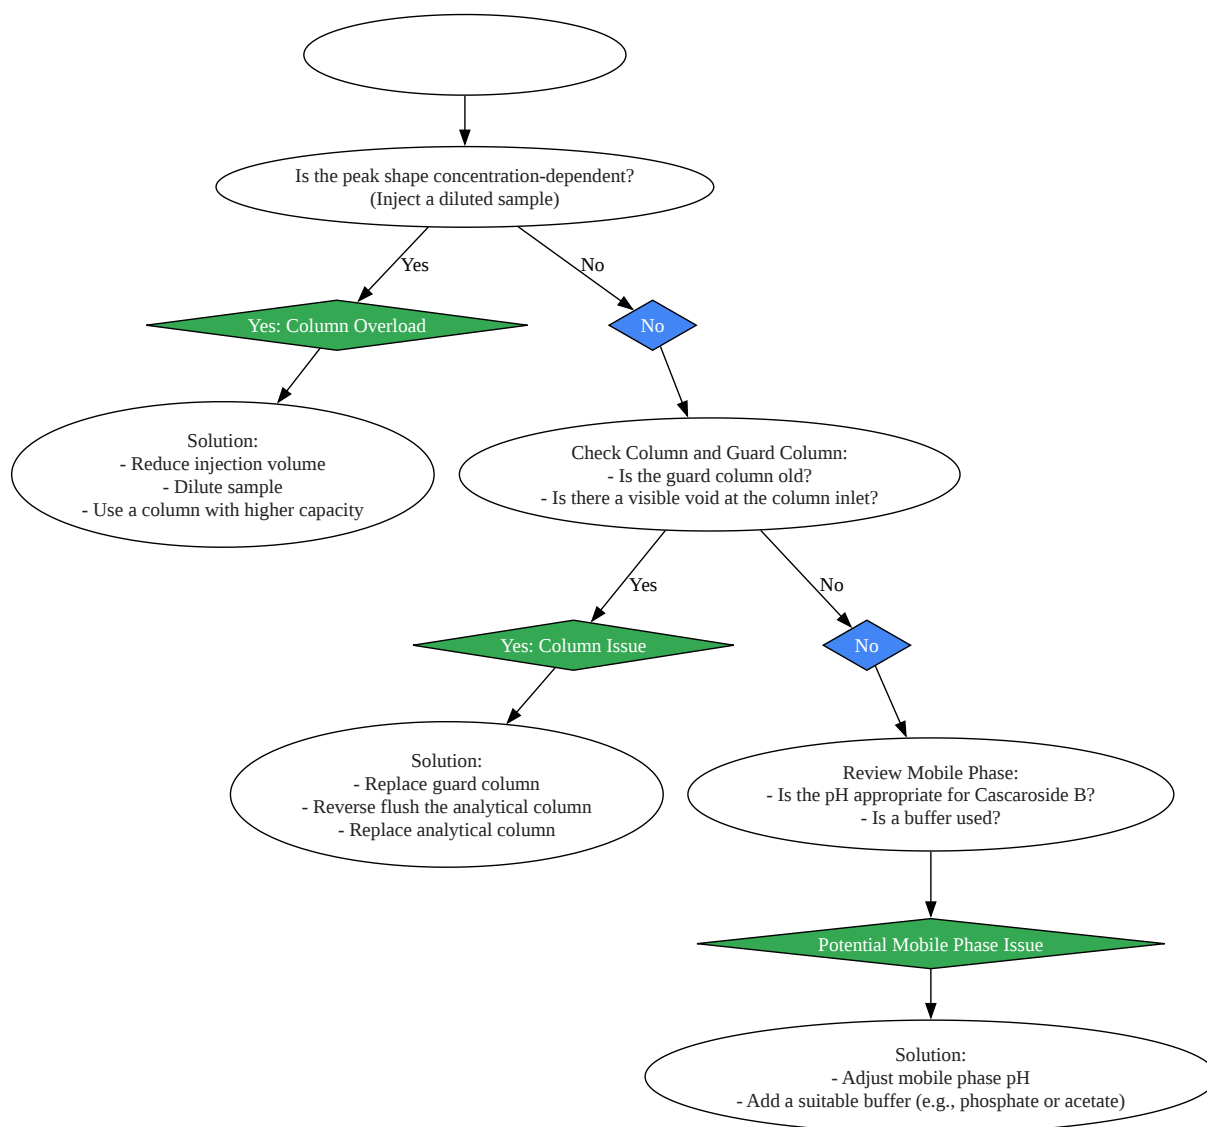 Is the peak shape concentration-dependent?
(Inject a diluted sample)
Yes
No
Yes: Column Overload
No
Solution:
- Reduce injection volume
- Dilute sample
- Use a column with higher capacity
Check Column and Guard Column:
- Is the guard column old?
- Is there a visible void at the column inlet?
Yes
No
Yes: Column Issue
No
Solution:
- Replace guard column
- Reverse flush the analytical column
- Replace analytical column
Review Mobile Phase:
- Is the pH appropriate for Cascaroside B?
- Is a buffer used?
Potential Mobile Phase Issue
Solution:
- Adjust mobile phase pH
- Add a suitable buffer (e.g., phosphate or acetate)